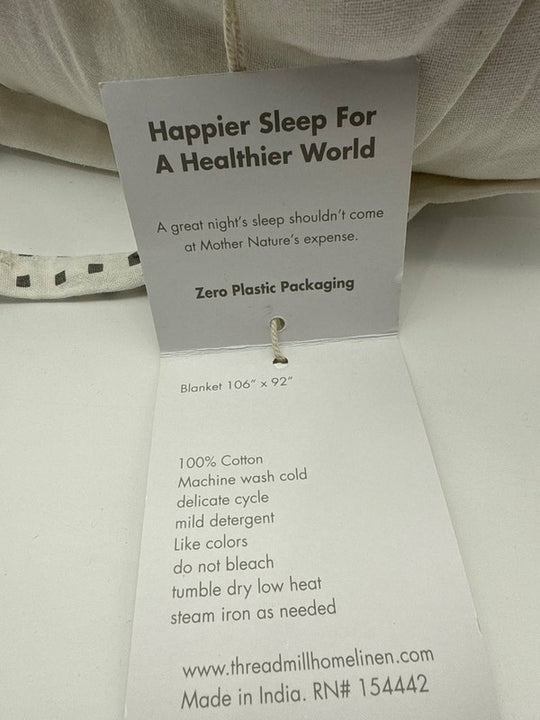 Happier Sleep For
A Healthier World
A great night's sleep shouldn't come
at Mother Nature's expense.
Zero Plastic Packaging
Blanket 106" x 92"
100% Cotton
Machine wash cold
delicate cycle
mild detergent
Like colors
do not bleach
tumble dry low heat
steam iron as needed
www.threadmillhomelinen.com
Made in India. RN# 154442